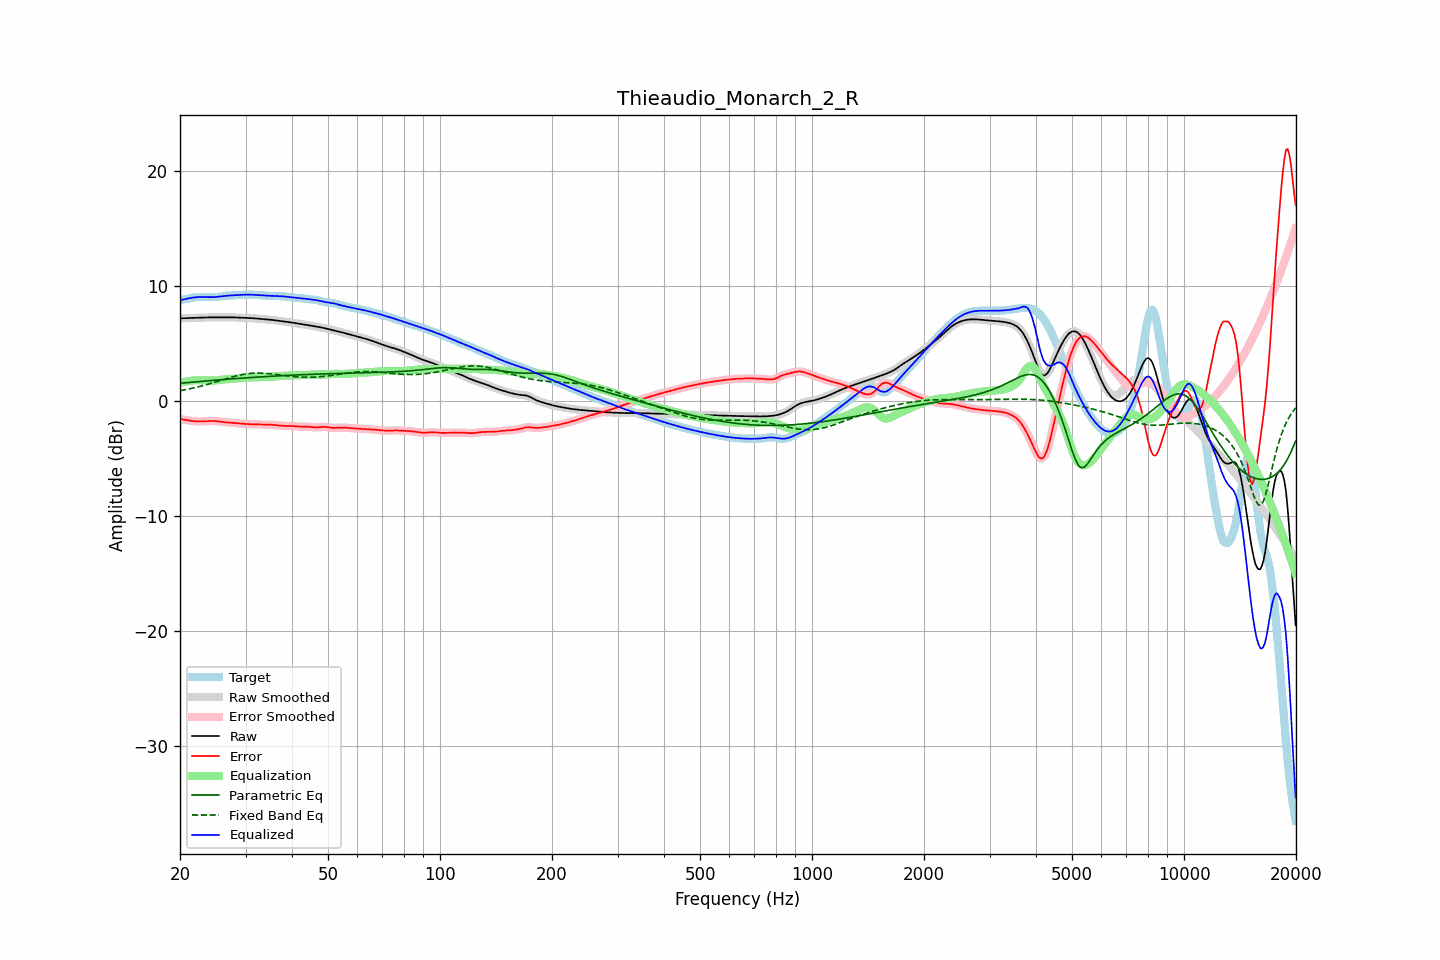 Thieaudio_Monarch_2_R
Amplitude (dBr)
20
10
0
−10
−20
−30
Target
Raw Smoothed
Error Smoothed
Raw
Error
Equalization
Parametric Eq
Fixed Band Eq
Equalized
20 50 100 200 500 1000 2000 5000 10000 20000
Frequency (Hz)